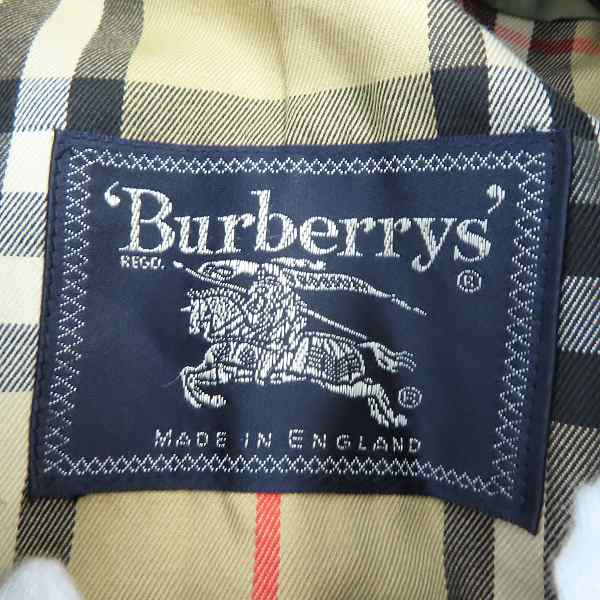 ‘Burberrys’
REGD. ®
®
MADE IN ENGLAND